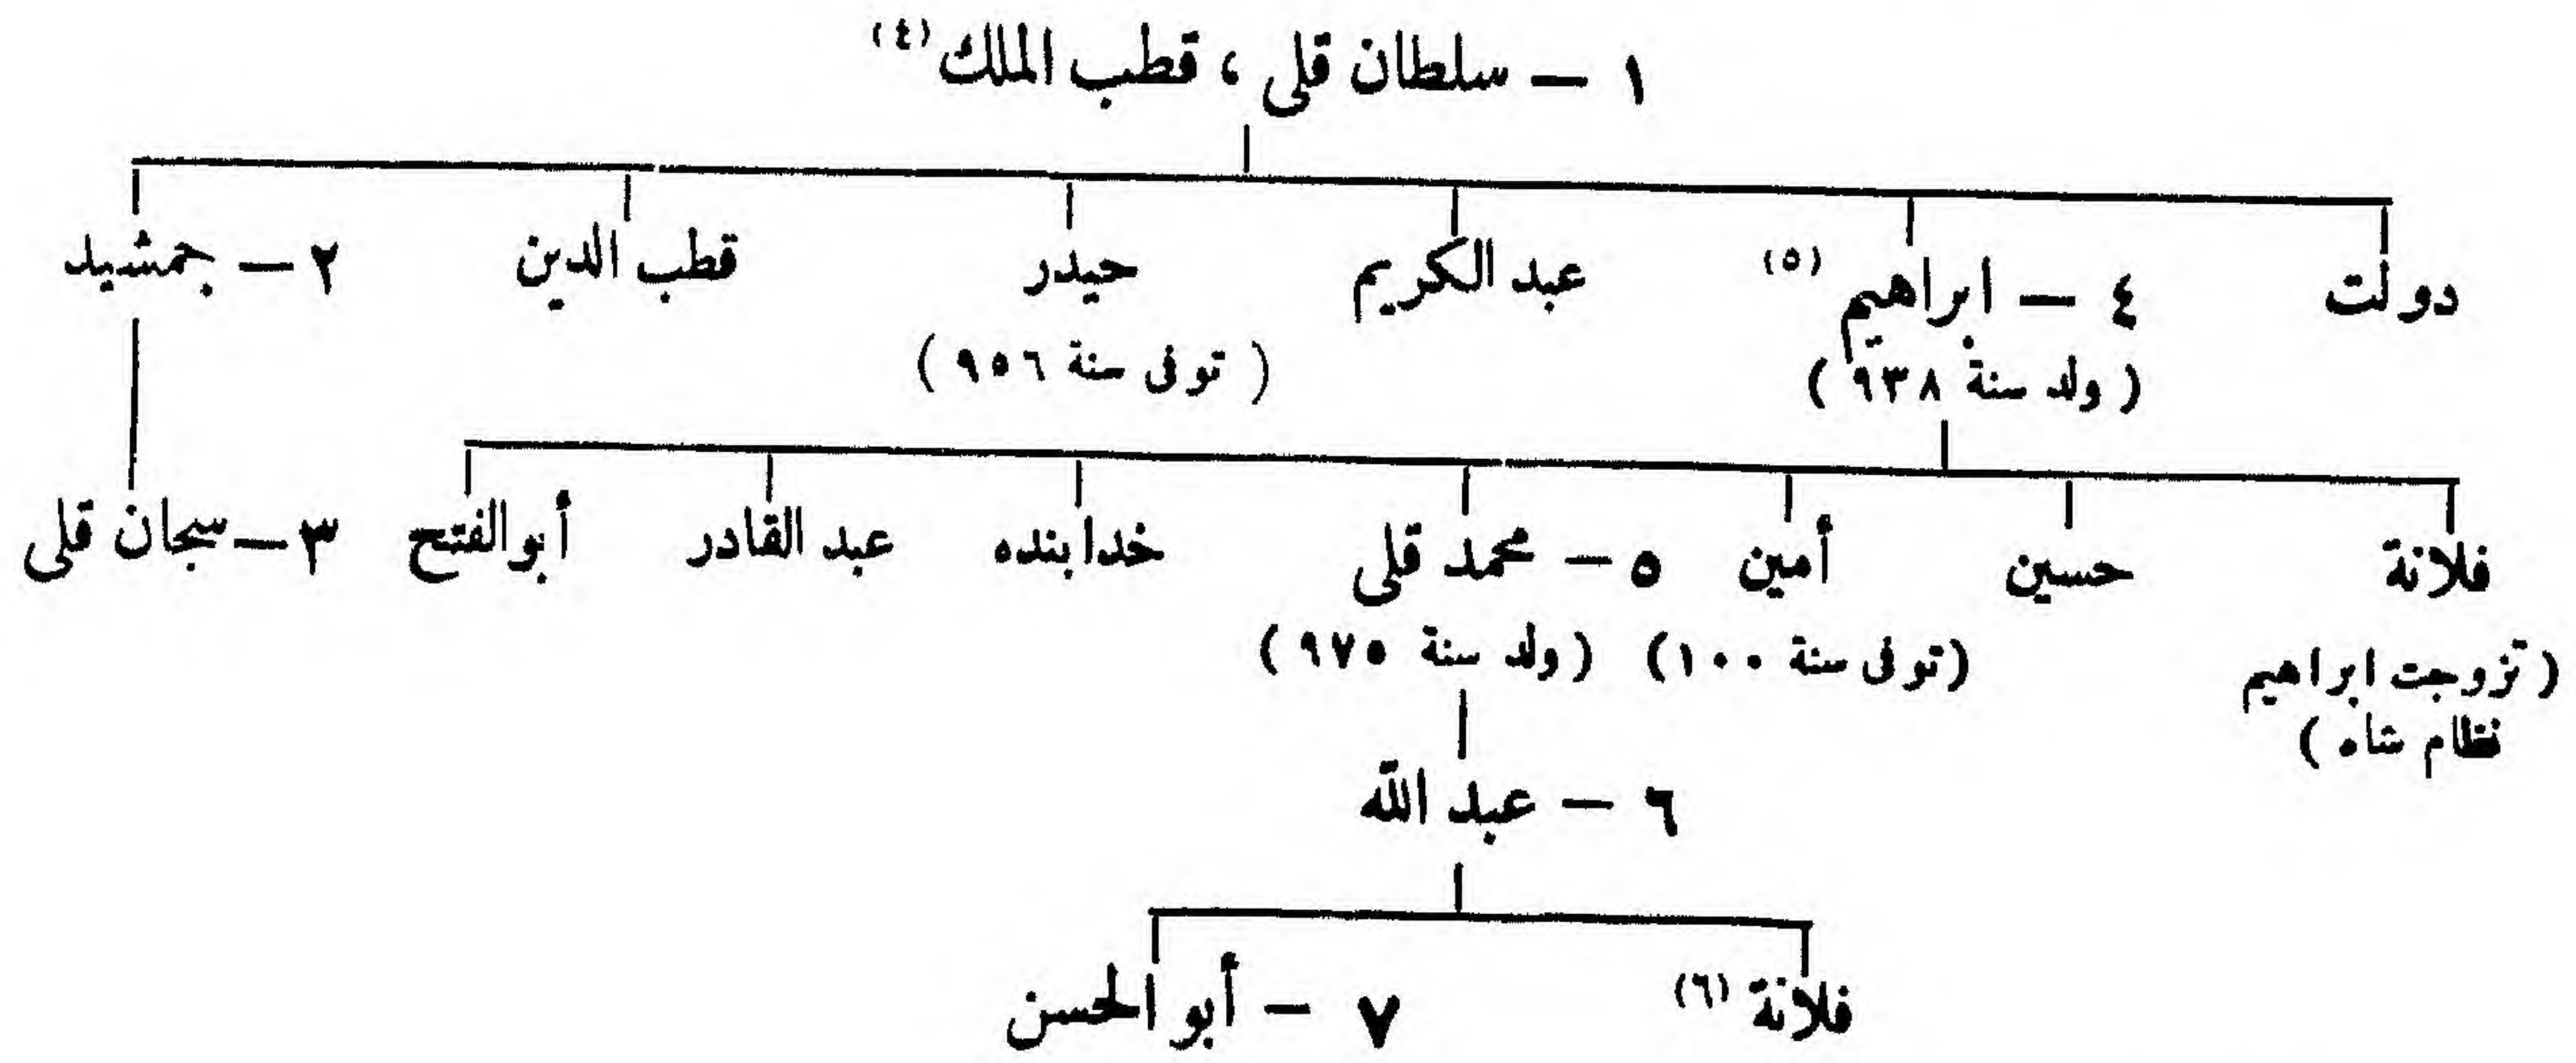 ١ — سلطان قلى ، قطب الملك (٤)
دولت
٤ — ابراهيم (٥)
عبد الكريم
حيدر
قطب الدين
٢ — جمشيد
( ولد سنة ٩٣٨ )
( توفى سنة ٩٥٦ )
فلانة
حسين
أمين
٥ — محمد قلى
خدابنده
عبد القادر
أبو الفتح
٣ — سبحان قلى
( تزوجت ابراهيم
نظام شاه )
( توفى سنة ١٠٠ )
( ولد سنة ٩٧٥ )
٦ — عبد الله
فلانة (٦)
٧ — أبو الحسن